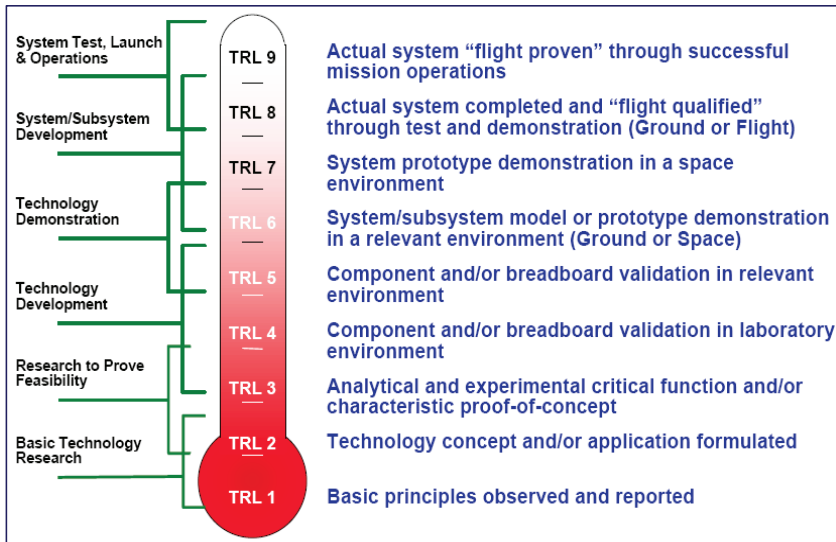 System Test, Launch
& Operations
System/Subsystem
Development
Technology
Demonstration
Technology
Development
Research to Prove
Feasibility
Basic Technology
Research
TRL 9
TRL 8
TRL 7
TRL 6
TRL 5
TRL 4
TRL 3
TRL 2
TRL 1
Actual system “flight proven” through successful
mission operations
Actual system completed and “flight qualified”
through test and demonstration (Ground or Flight)
System prototype demonstration in a space
environment
System/subsystem model or prototype demonstration
in a relevant environment (Ground or Space)
Component and/or breadboard validation in relevant
environment
Component and/or breadboard validation in laboratory
environment
Analytical and experimental critical function and/or
characteristic proof-of-concept
Technology concept and/or application formulated
Basic principles observed and reported